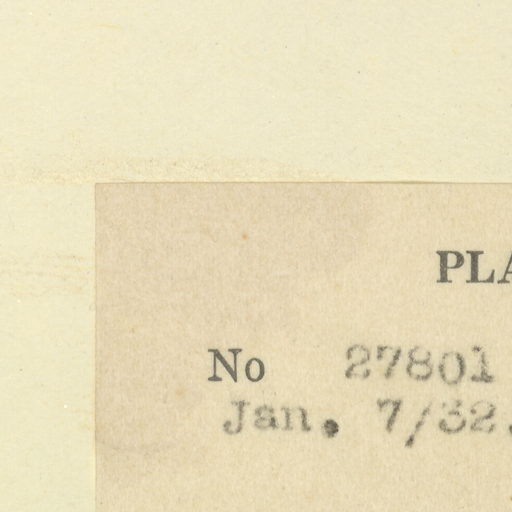 PLA
No 27801
Jan. 7/32.